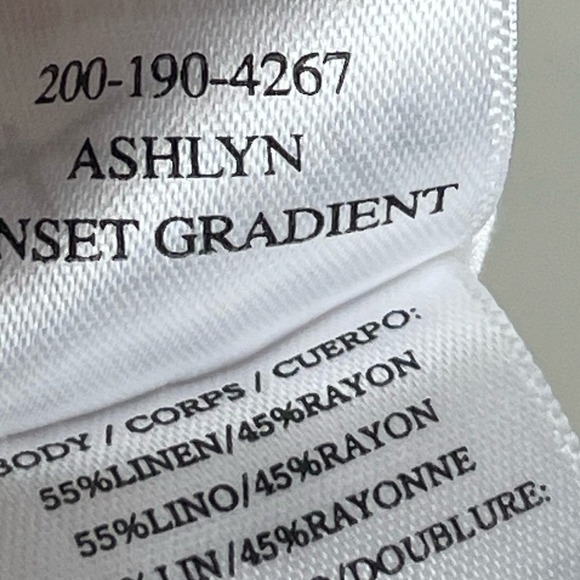 200-190-4267
ASHLYN
NSET GRADIENT
BODY / CORPS / CUERPO:
55%LINEN/45%RAYON
55%LINO/45%RAYON
%LIN/45%RAYONNE
/DOUBLURE: